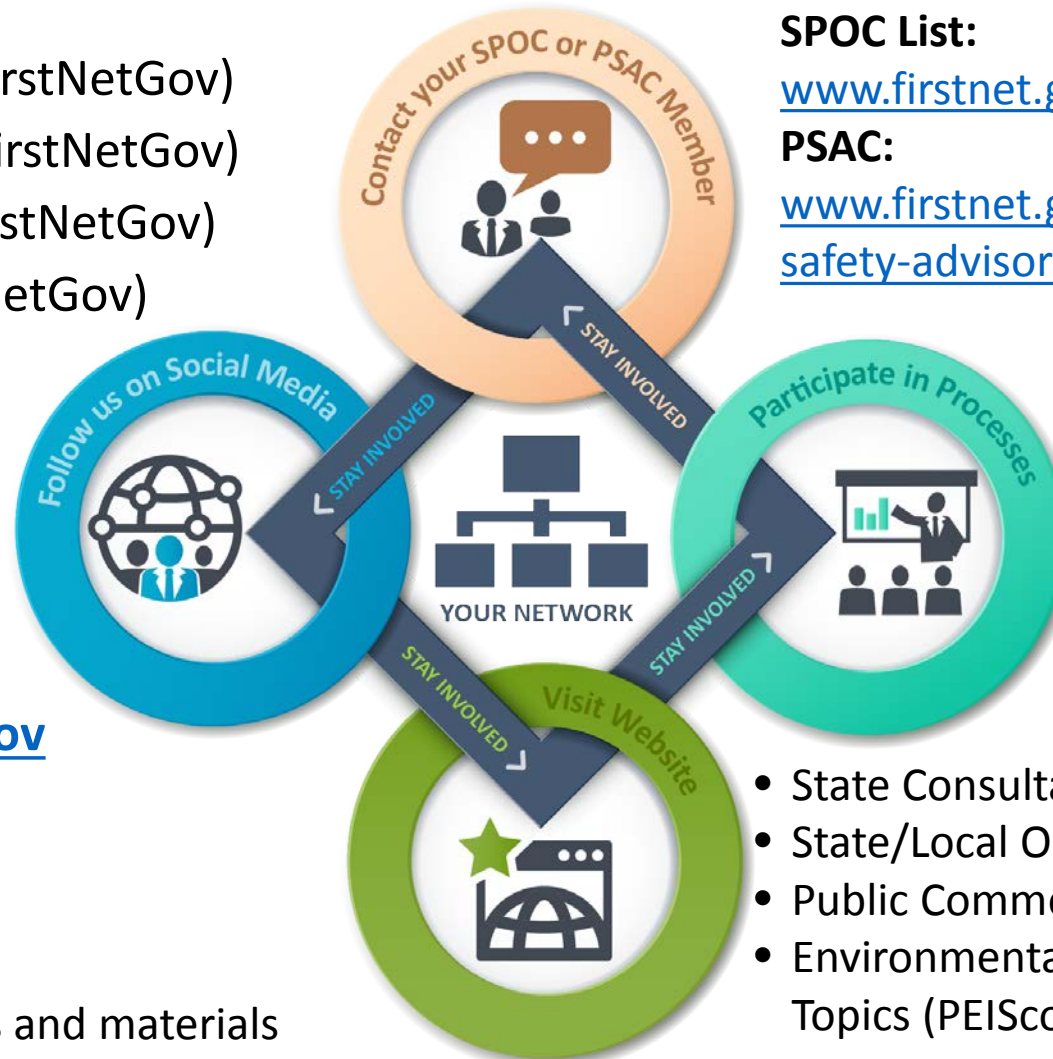 rstNetGov)
irstNetGov)
stNetGov)
etGov)
Contact your SPOC or PSAC Member
SPOC List:
www.firstnet.g
PSAC:
www.firstnet.g
safety-advisor
Follow us on Social Media
STAY INVOLVED
STAY INVOLVED
Participate in Processes
YOUR NETWORK
STAY INVOLVED
STAY INVOLVED
Visit Website
ov
• State Consulta
• State/Local O
• Public Comme
• Environmenta
Topics (PEISco
s and materials